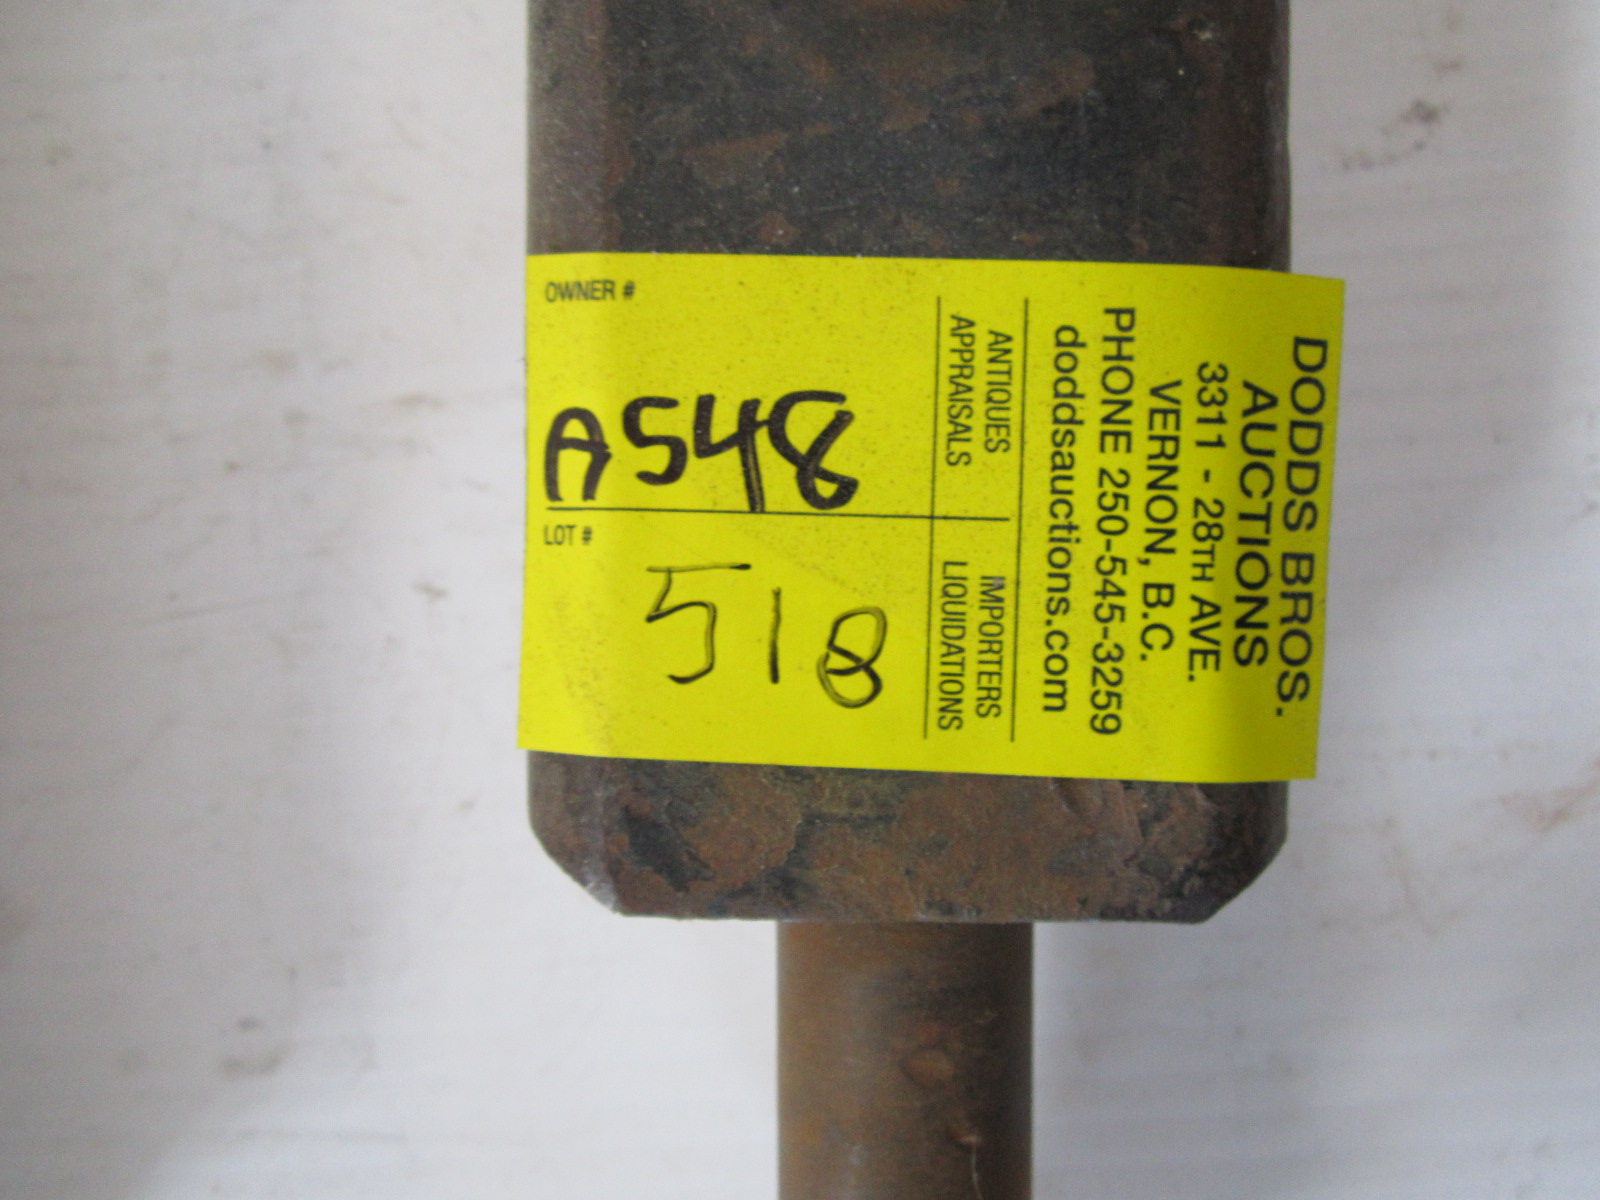 DODDS BROS.
AUCTIONS
3311 - 28TH AVE.
VERNON, B.C.
PHONE 250-545-3259
doddsauctions.com
ANTIQUES
APPRAISALS
IMPORTERS
LIQUIDATIONS
OWNER #
A548
LOT #
518